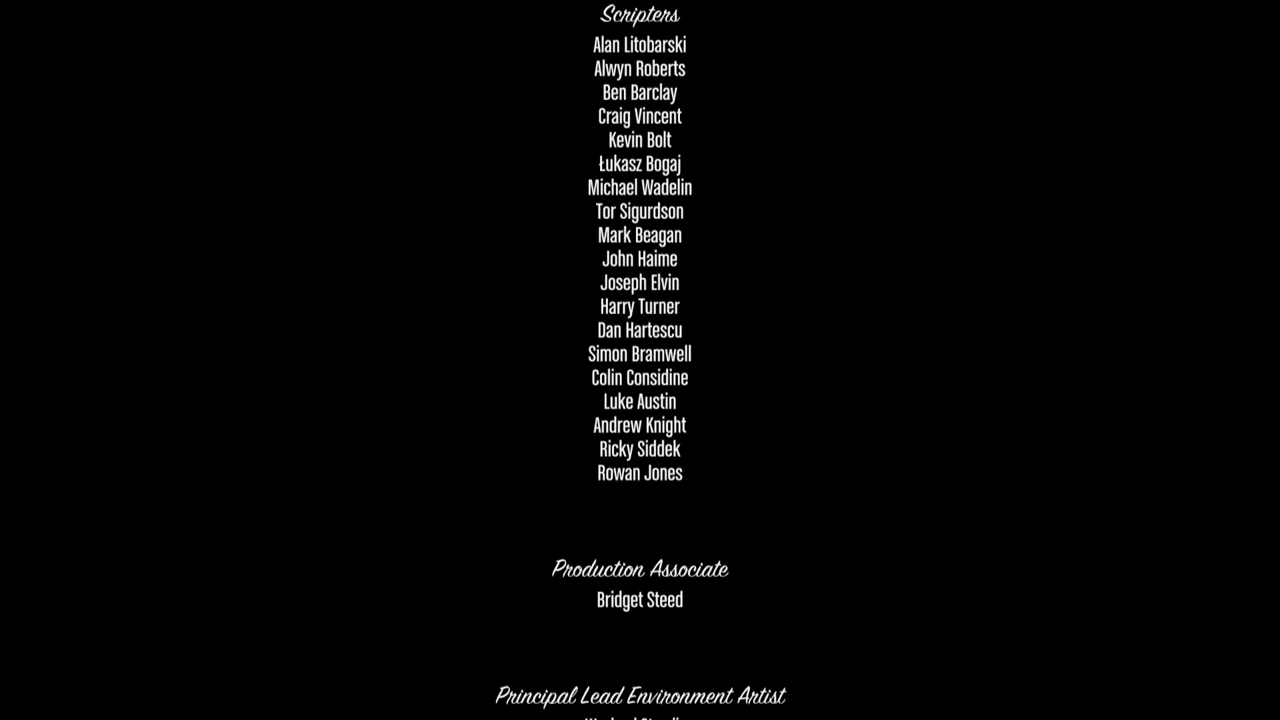 Scripters
Alan Litobarski
Alwyn Roberts
Ben Barclay
Craig Vincent
Kevin Bolt
Łukasz Bogaj
Michael Wadelin
Tor Sigurdson
Mark Beagan
John Haime
Joseph Elvin
Harry Turner
Dan Hartescu
Simon Bramwell
Colin Considine
Luke Austin
Andrew Knight
Ricky Siddek
Rowan Jones
Production Associate
Bridget Steed
Principal Lead Environment Artist